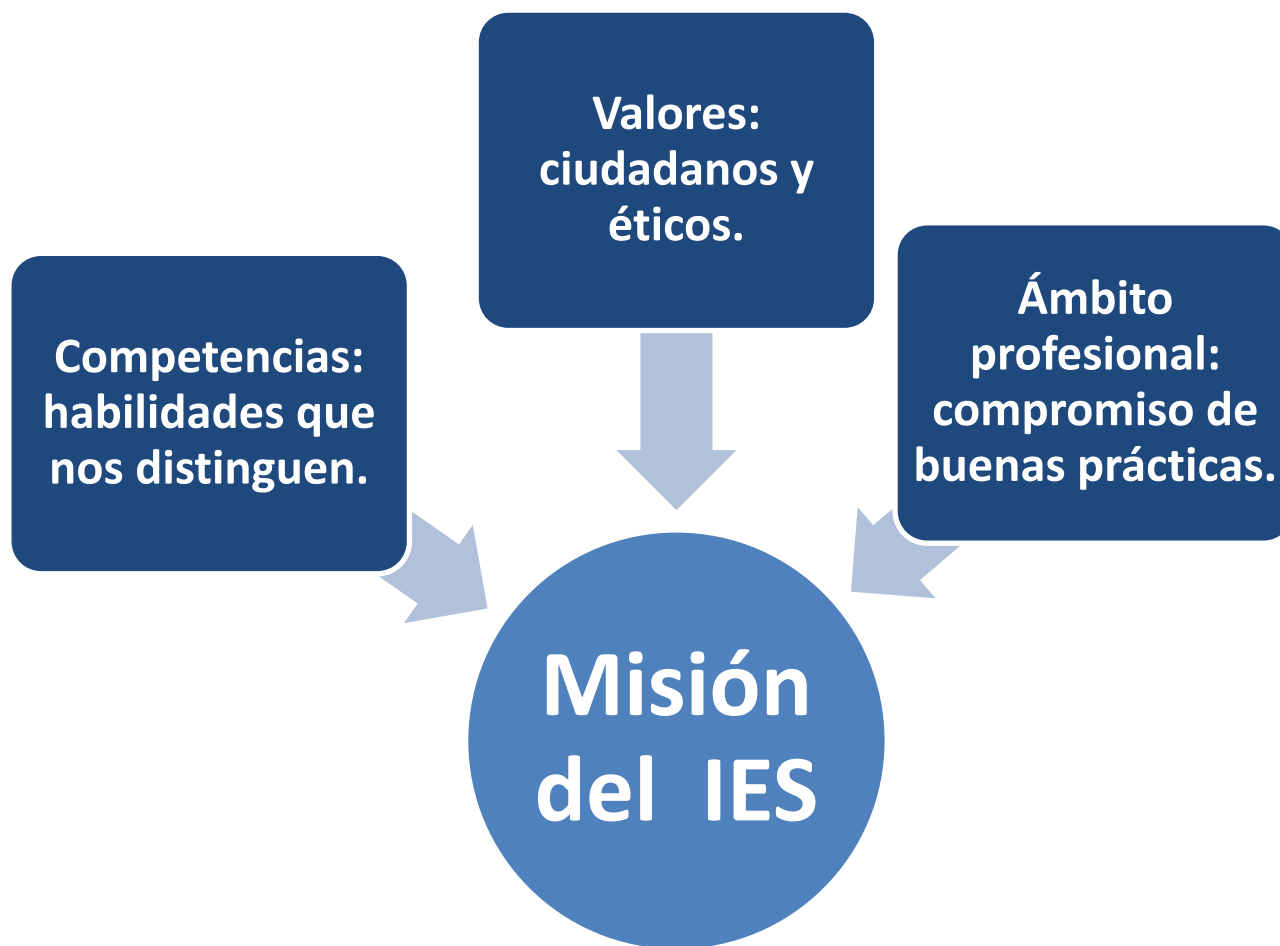 Valores:
ciudadanos y
éticos.
Competencias:
habilidades que
nos distinguen.
Ámbito
profesional:
compromiso de
buenas prácticas.
Misión
del IES